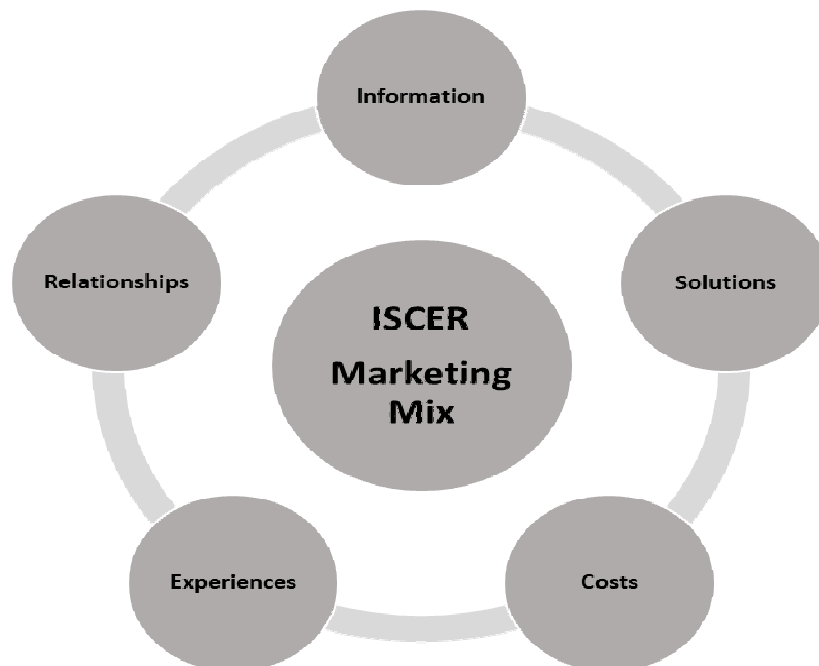 Information
Relationships
Solutions
ISCER
Marketing
Mix
Experiences
Costs